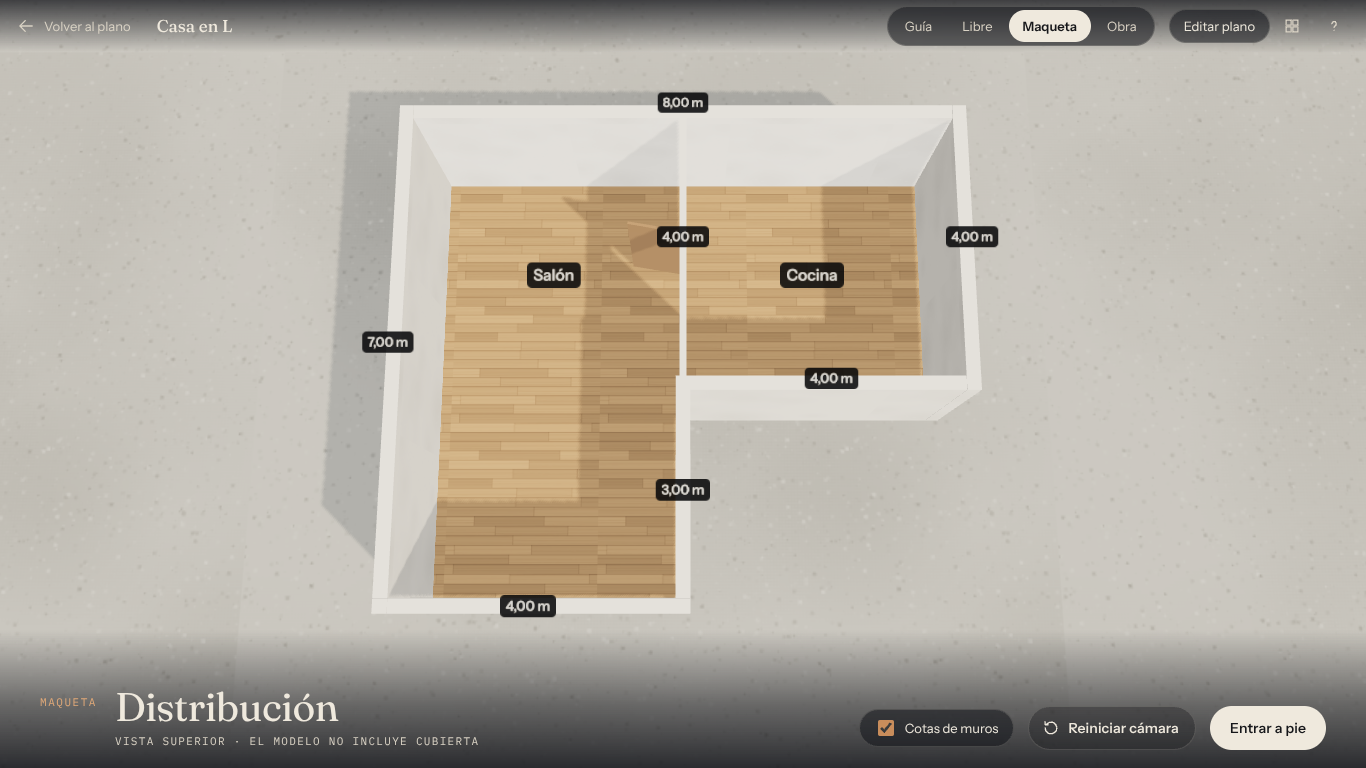 Volver al plano
Casa en L
Guía
Libre
Maqueta
Obra
Editar plano
?
8,00 m
4,00 m
4,00 m
Salón
Cocina
7,00 m
4,00 m
3,00 m
4,00 m
MAQUETA
Distribución
VISTA SUPERIOR · EL MODELO NO INCLUYE CUBIERTA
Cotas de muros
Reiniciar cámara
Entrar a pie